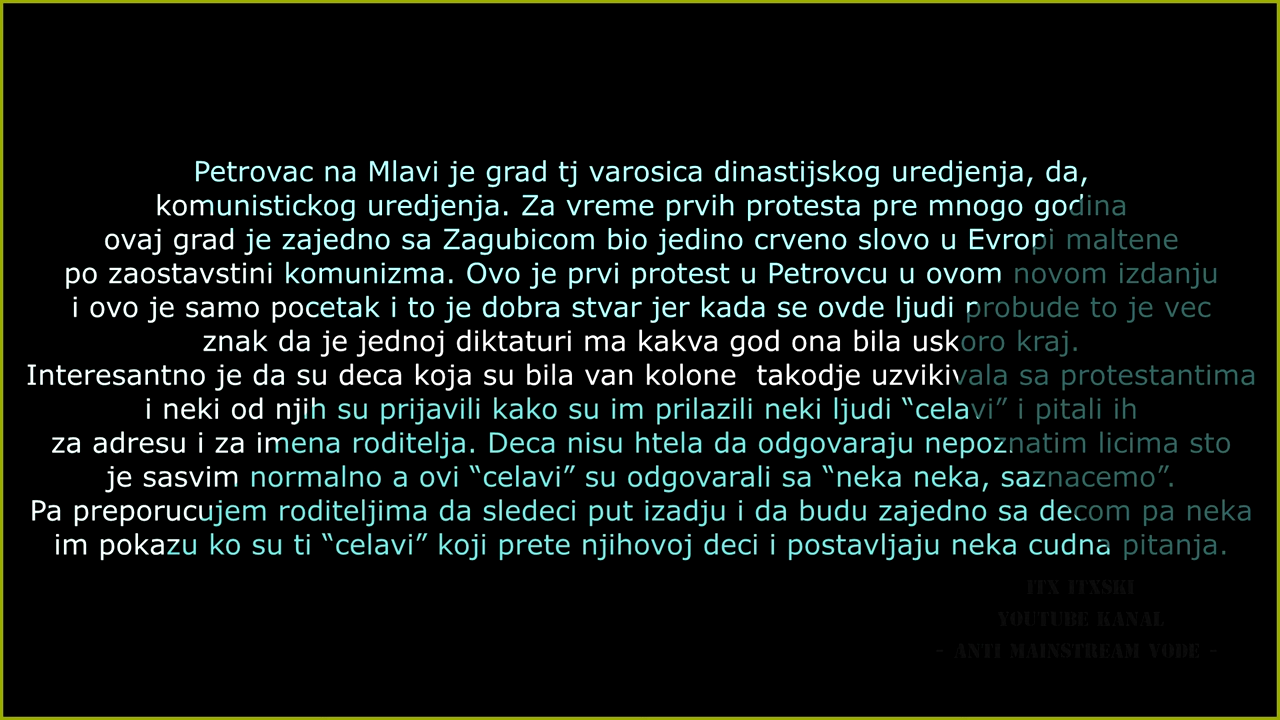 Petrovac na Mlavi je grad tj varosica dinastijskog uredjenja, da,
komunistickog uredjenja. Za vreme prvih protesta pre mnogo godina
ovaj grad je zajedno sa Zagubicom bio jedino crveno slovo u Evropi maltene
po zaostavstini komunizma. Ovo je prvi protest u Petrovcu u ovom novom izdanju
i ovo je samo pocetak i to je dobra stvar jer kada se ovde ljudi probude to je vec
znak da je jednoj diktaturi ma kakva god ona bila uskoro kraj.
Interesantno je da su deca koja su bila van kolone  takodje uzvikivala sa protestantima
i neki od njih su prijavili kako su im prilazili neki ljudi “celavi” i pitali ih
za adresu i za imena roditelja. Deca nisu htela da odgovaraju nepoznatim licima sto
je sasvim normalno a ovi “celavi” su odgovarali sa “neka neka, saznacemo”.
Pa preporucujem roditeljima da sledeci put izadju i da budu zajedno sa decom pa neka
im pokazu ko su ti “celavi” koji prete njihovoj deci i postavljaju neka cudna pitanja.
ITX ITXSKI
YOUTUBE KANAL
- ANTI MAINSTREAM VODE -